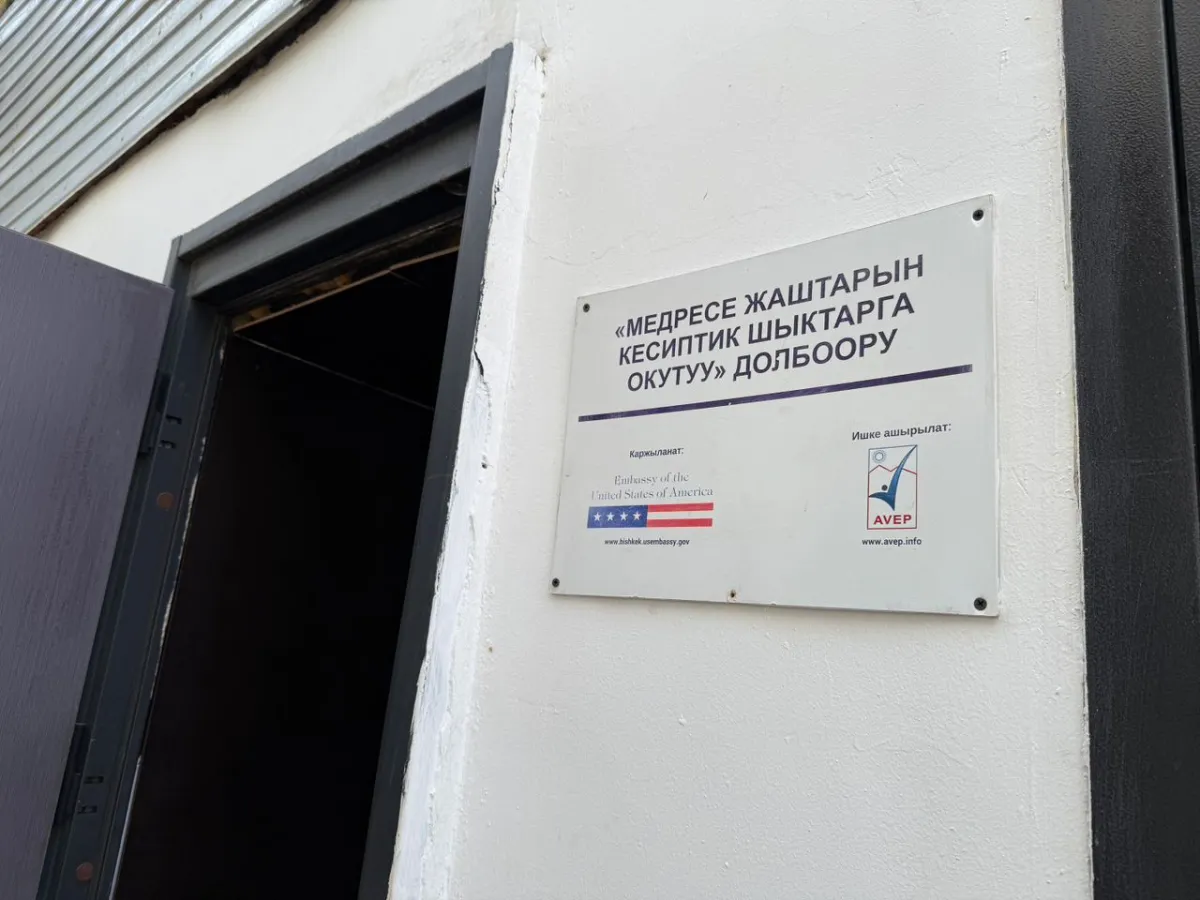 «МЕДРЕСЕ ЖАШТАРЫН
КЕСИПТИК ШЫКТАРГА
ОКУТУУ» ДОЛБООРУ
Каржыланат:
Embassy of the
United States of America
www.bishkek.usembassy.gov
Ишке ашырылат:
AVEP
www.avep.info